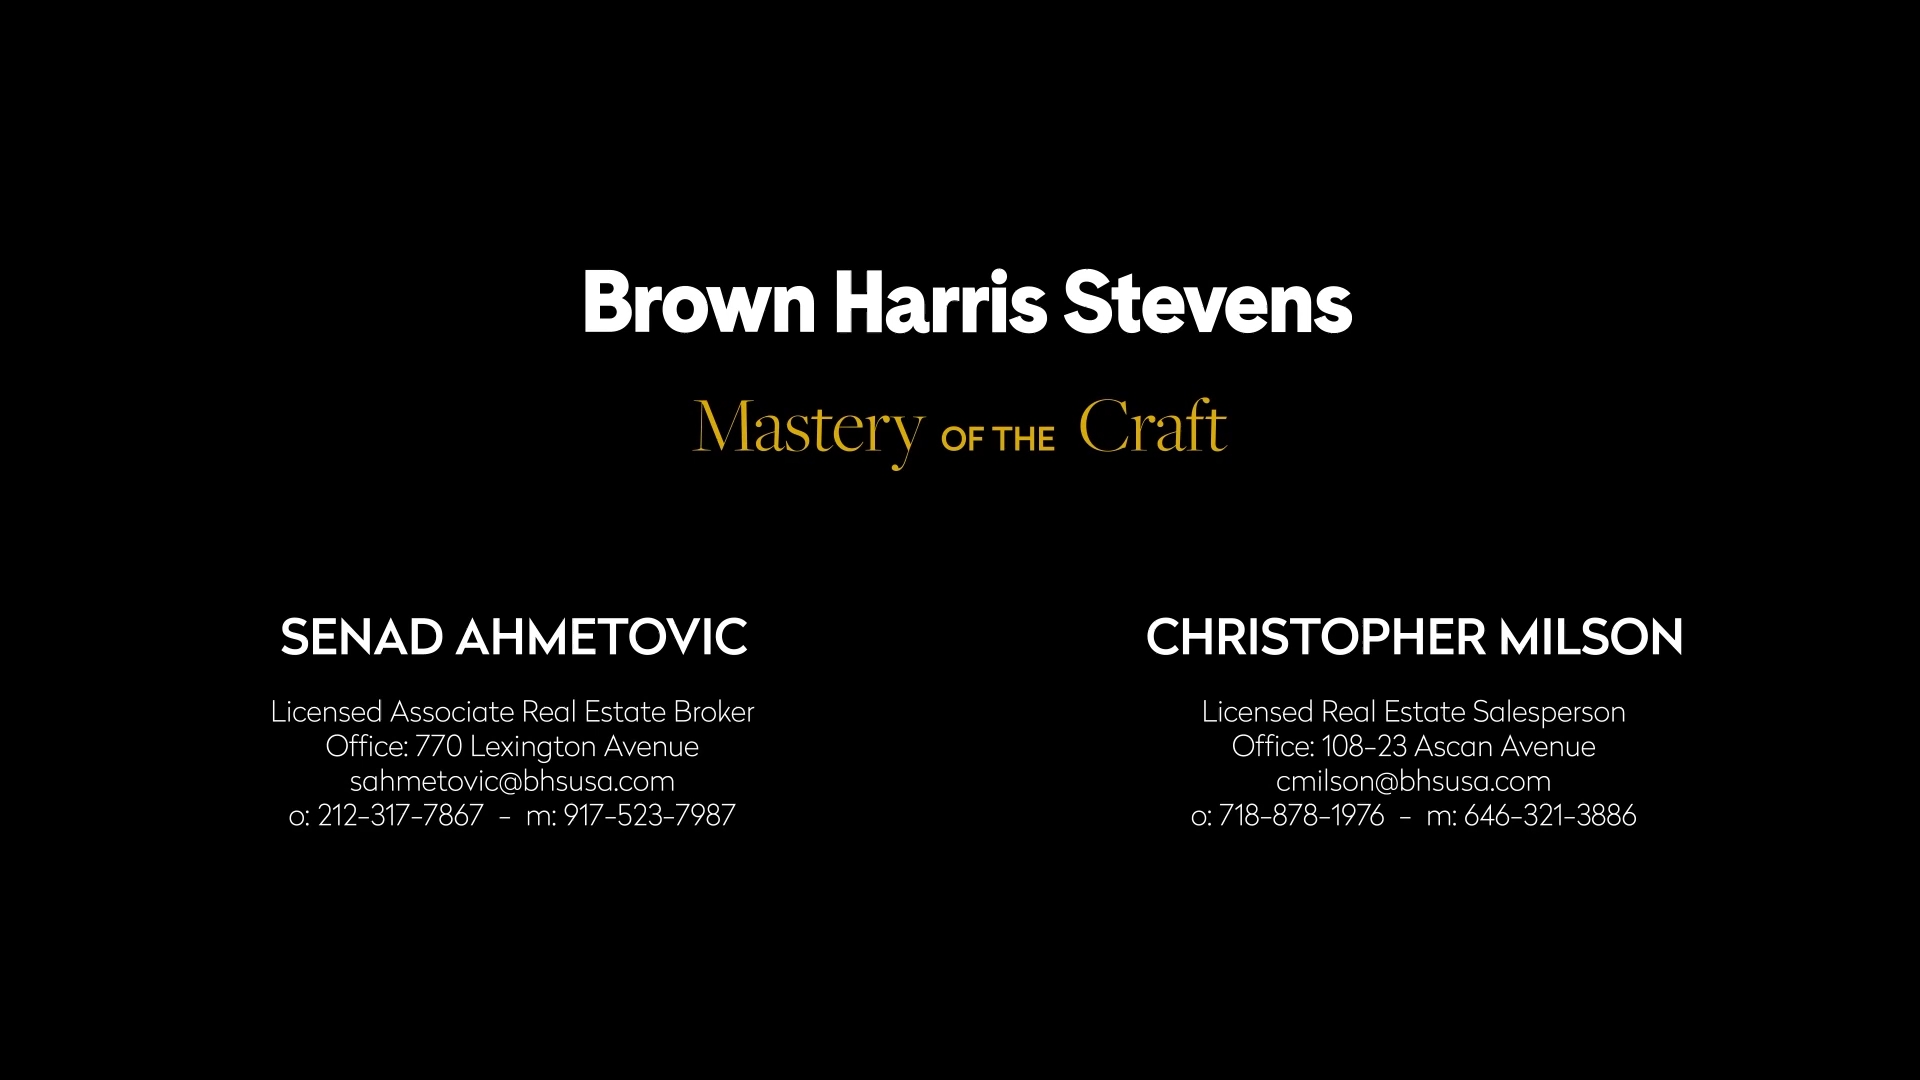 Brown Harris Stevens
Mastery OF THE Craft
SENAD AHMETOVIC
Licensed Associate Real Estate Broker
Office: 770 Lexington Avenue
sahmetovic@bhsusa.com
o: 212-317-7867 - m: 917-523-7987
CHRISTOPHER MILSON
Licensed Real Estate Salesperson
Office: 108-23 Ascan Avenue
cmilson@bhsusa.com
o: 718-878-1976 - m: 646-321-3886